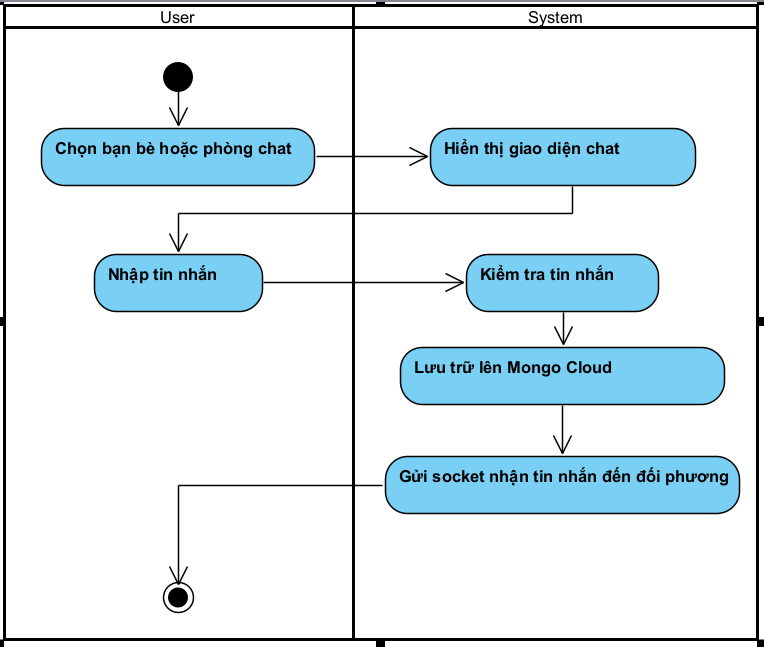 User
System
Chọn bạn bè hoặc phòng chat
Hiển thị giao diện chat
Nhập tin nhắn
Kiểm tra tin nhắn
Lưu trữ lên Mongo Cloud
Gửi socket nhận tin nhắn đến đối phương